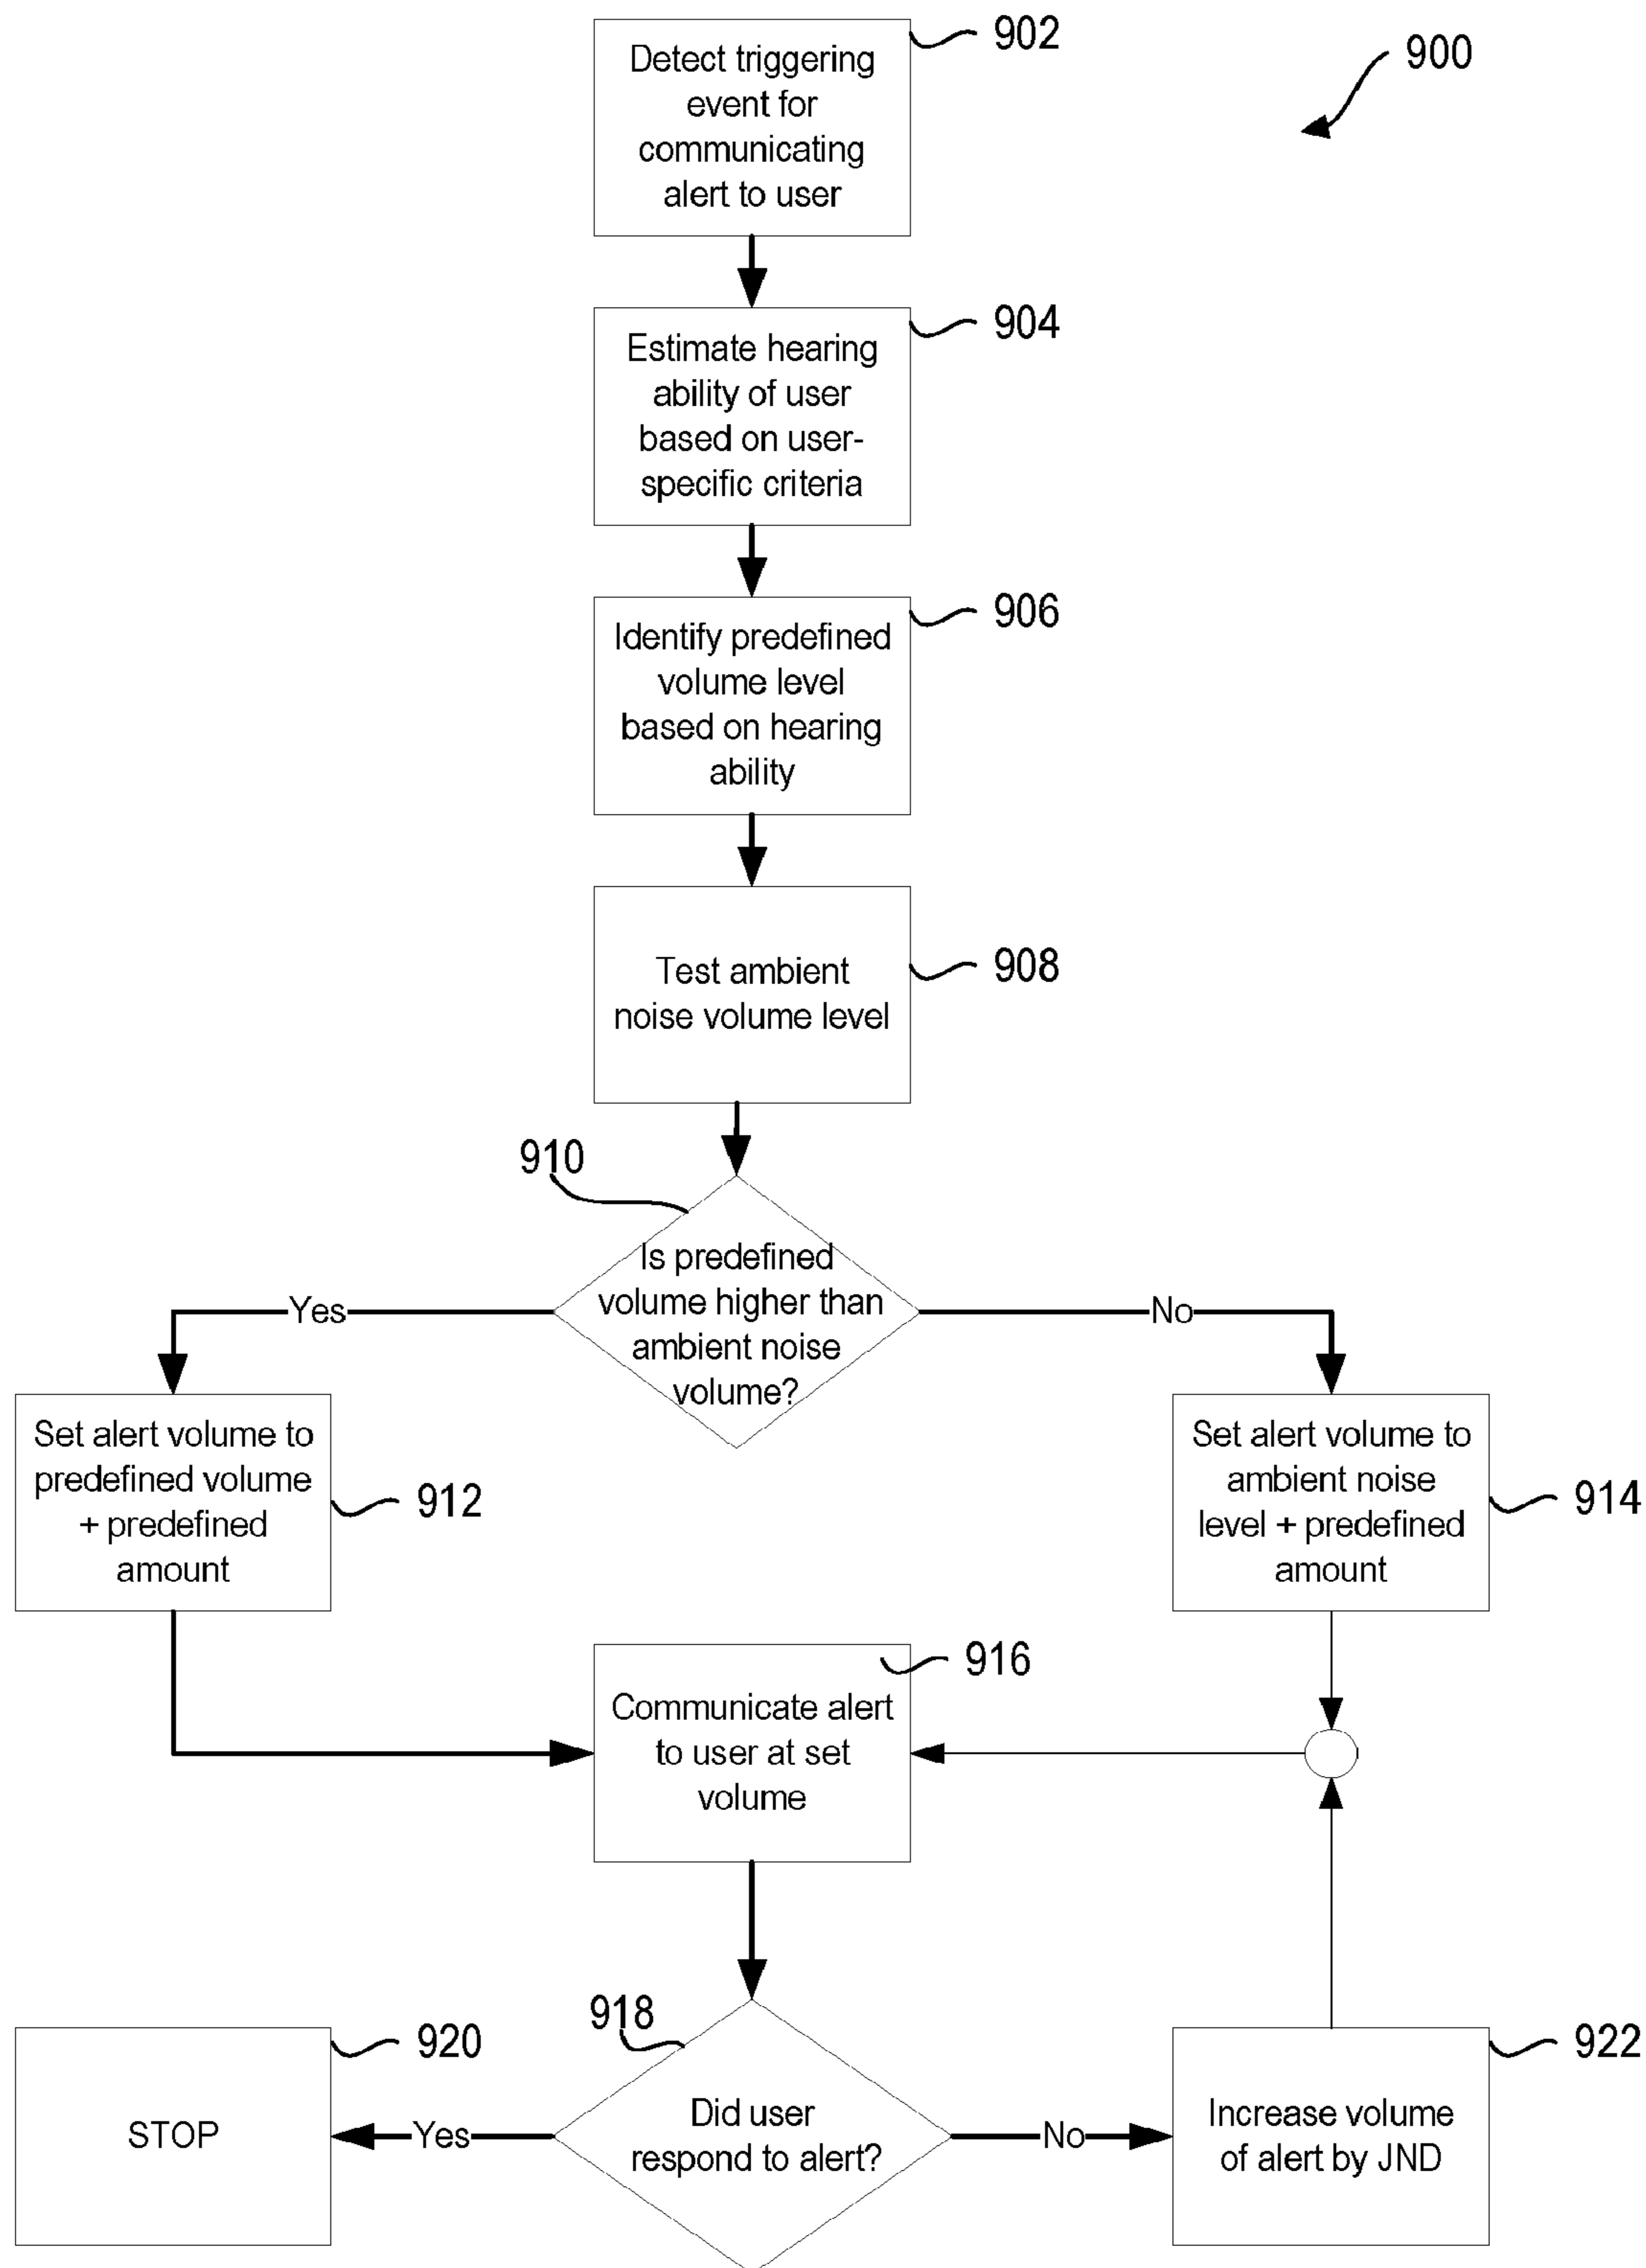 902
Detect triggering
event for
communicating
alert to user
900
904
Estimate hearing
ability of user
based on user-
specific criteria
906
Identify predefined
volume level
based on hearing
ability
908
Test ambient
noise volume level
910
Is predefined
volume higher than
ambient noise
volume?
Yes
No
Set alert volume to
predefined volume
+ predefined
amount
912
Set alert volume to
ambient noise
level + predefined
amount
914
916
Communicate alert
to user at set
volume
918
Did user
respond to alert?
Yes
No
920
STOP
922
Increase volume
of alert by JND